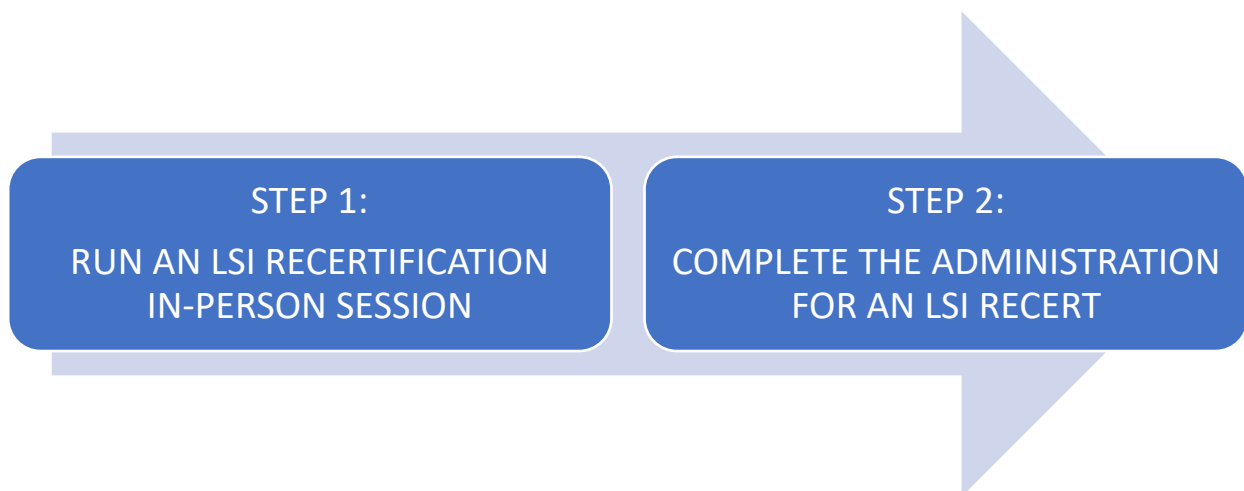 STEP 1:
RUN AN LSI RECERTIFICATION
IN-PERSON SESSION
STEP 2:
COMPLETE THE ADMINISTRATION
FOR AN LSI RECERT